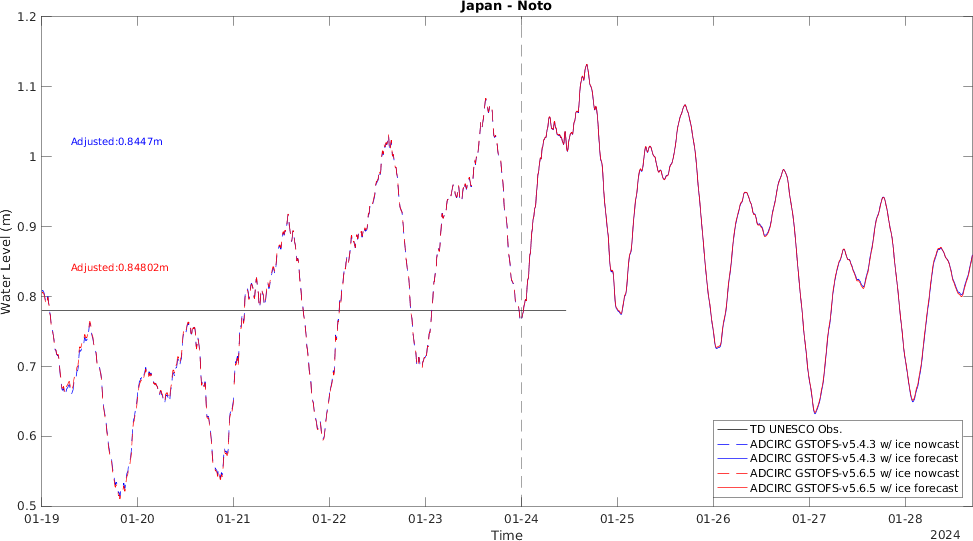 Japan - Noto
1.2
1.1
1
0.9
0.8
0.7
0.6
0.5
Water Level (m)
Adjusted:0.8447m
Adjusted:0.84802m
TD UNESCO Obs.
ADCIRC GSTOFS-v5.4.3 w/ ice nowcast
ADCIRC GSTOFS-v5.4.3 w/ ice forecast
ADCIRC GSTOFS-v5.6.5 w/ ice nowcast
ADCIRC GSTOFS-v5.6.5 w/ ice forecast
01-19 01-20 01-21 01-22 01-23 01-24 01-25 01-26 01-27 01-28
Time
2024